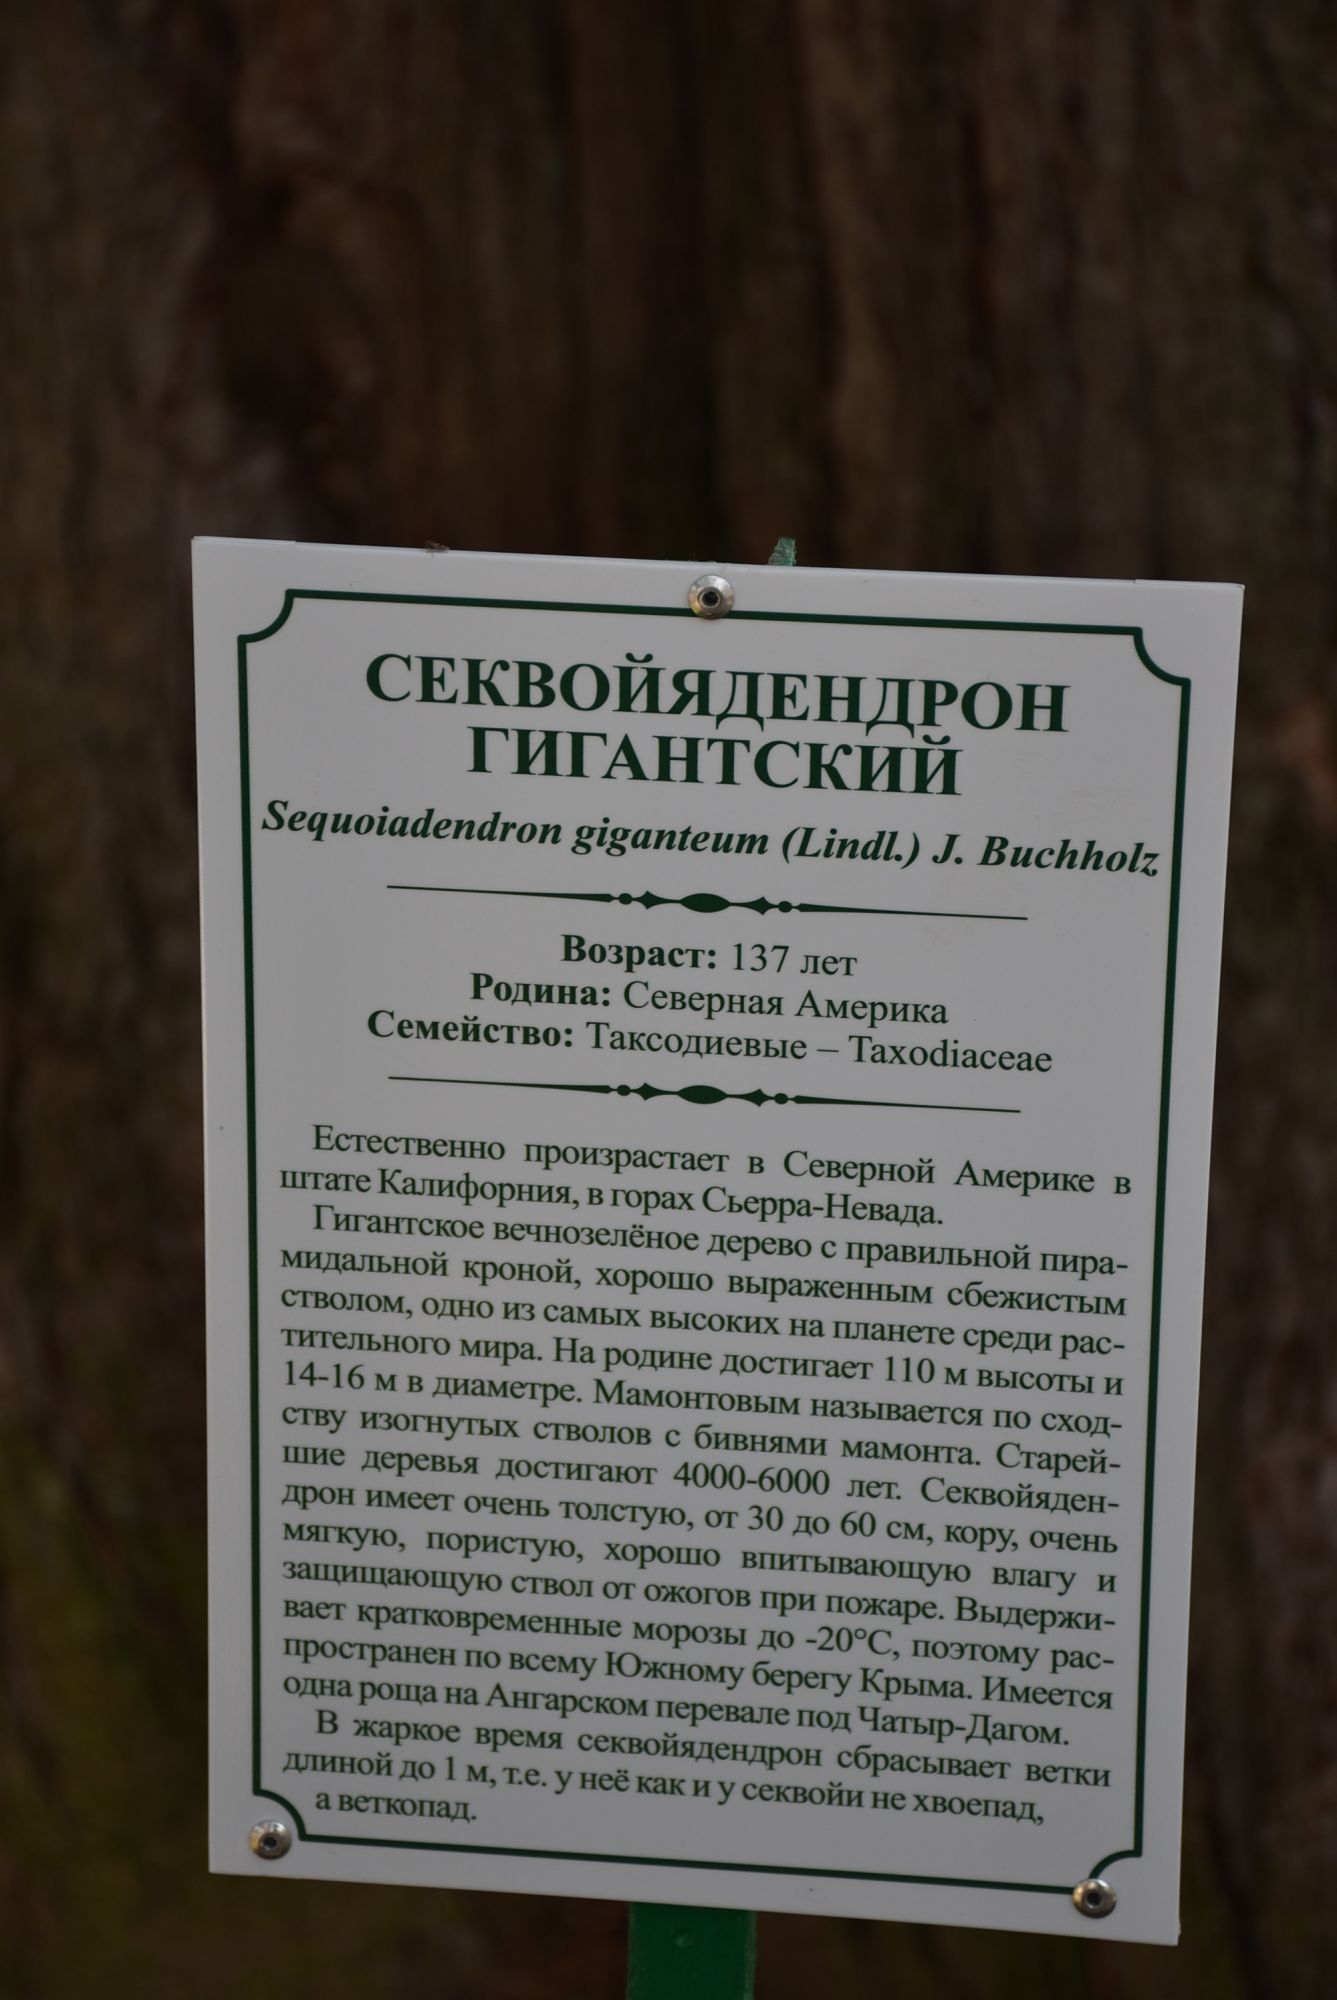 СЕКВОЙЯДЕНДРОН
ГИГАНТСКИЙ
Sequoiadendron giganteum (Lindl.) J. Buchholz
Возраст: 137 лет
Родина: Северная Америка
Семейство: Таксодиевые – Taxodiaceae
Естественно произрастает в Северной Америке в
штате Калифорния, в горах Сьерра-Невада.
Гигантское вечнозелёное дерево с правильной пира-
мидальной кроной, хорошо выраженным сбежистым
стволом, одно из самых высоких на планете среди рас-
тительного мира. На родине достигает 110 м высоты и
14-16 м в диаметре. Мамонтовым называется по сход-
ству изогнутых стволов с бивнями мамонта. Старей-
шие деревья достигают 4000-6000 лет. Секвойяден-
дрон имеет очень толстую, от 30 до 60 см, кору, очень
мягкую, пористую, хорошо впитывающую влагу и
защищающую ствол от ожогов при пожаре. Выдержи-
вает кратковременные морозы до -20°С, поэтому рас-
пространен по всему Южному берегу Крыма. Имеется
одна роща на Ангарском перевале под Чатыр-Дагом.
В жаркое время секвойядендрон сбрасывает ветки
длиной до 1 м, т.е. у неё как и у секвойи не хвоепад,
а веткопад.